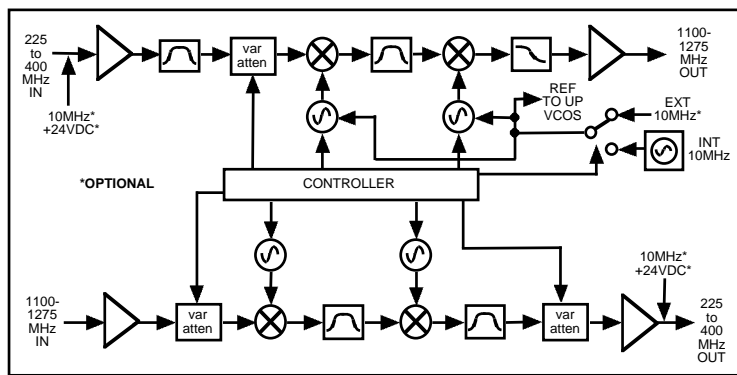 225
to
400
MHz
IN
10MHz*
+24VDC*
var
atten
1100-
1275
MHz
OUT
REF
TO UP
VCOS
EXT
10MHz*
INT
10MHz
*OPTIONAL
CONTROLLER
1100-
1275
MHz
IN
var
atten
var
atten
10MHz*
+24VDC*
225
to
400
MHz
OUT